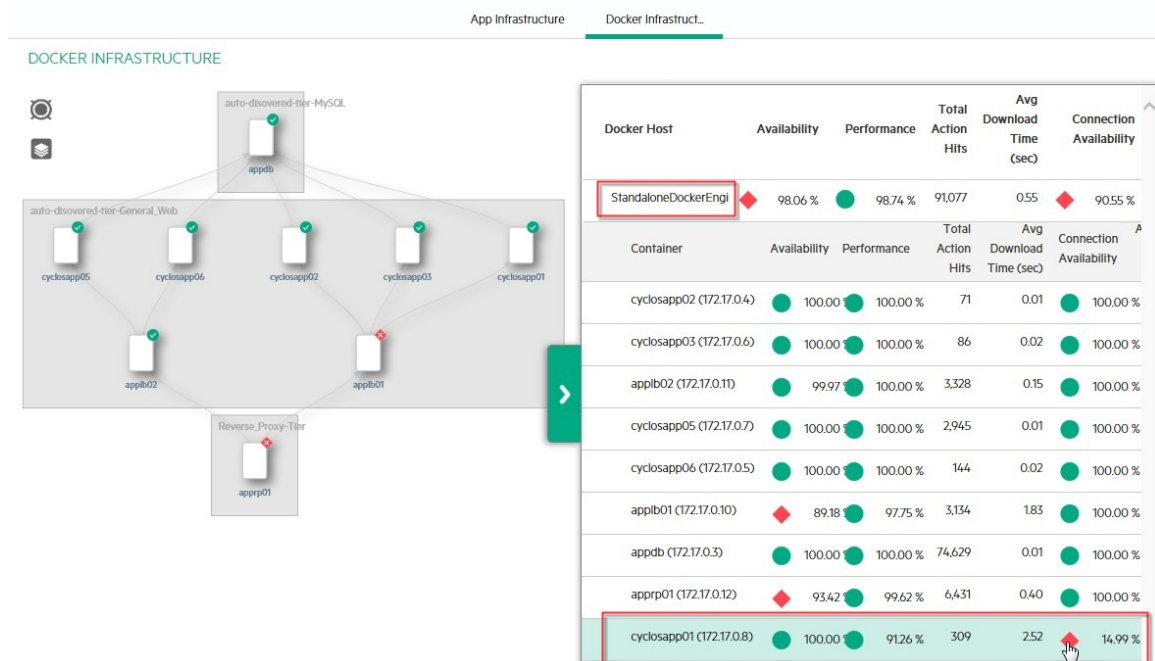 App Infrastructure
Docker Infrastruct...
DOCKER INFRASTRUCTURE
auto-disovered-tier-MySQL
appdb
auto-disovered-tier-General_Web
cyclosapp05
cyclosapp06
cyclosapp02
cyclosapp03
cyclosapp01
applb02
applb01
Reverse_Proxy-Tier
apprp01
Docker Host Availability Performance Total Action Hits Avg Download Time (sec) Connection Availability
StandaloneDockerEngi 98.06 % 98.74 % 91,077 0.55 90.55 %
Container Availability Performance Total Action Hits Avg Download Time (sec) Connection Availability A
cyclosapp02 (172.17.0.4) 100.00 % 100.00 % 71 0.01 100.00 %
cyclosapp03 (172.17.0.6) 100.00 % 100.00 % 86 0.02 100.00 %
applb02 (172.17.0.11) 99.97 % 100.00 % 3,328 0.15 100.00 %
cyclosapp05 (172.17.0.7) 100.00 % 100.00 % 2,945 0.01 100.00 %
cyclosapp06 (172.17.0.5) 100.00 % 100.00 % 144 0.02 100.00 %
applb01 (172.17.0.10) 89.18 % 97.75 % 3,134 1.83 100.00 %
appdb (172.17.0.3) 100.00 % 100.00 % 74,629 0.01 100.00 %
apprp01 (172.17.0.12) 93.42 % 99.62 % 6,431 0.40 100.00 %
cyclosapp01 (172.17.0.8) 100.00 % 91.26 % 309 2.52 14.99 %